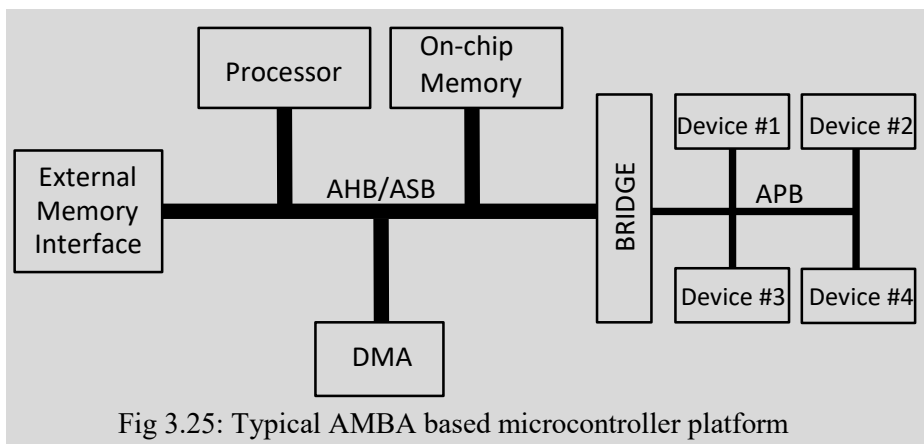 Processor
On-chip
Memory
External
Memory
Interface
AHB/ASB
DMA
BRIDGE
Device #1
Device #2
APB
Device #3
Device #4
Fig 3.25: Typical AMBA based microcontroller platform